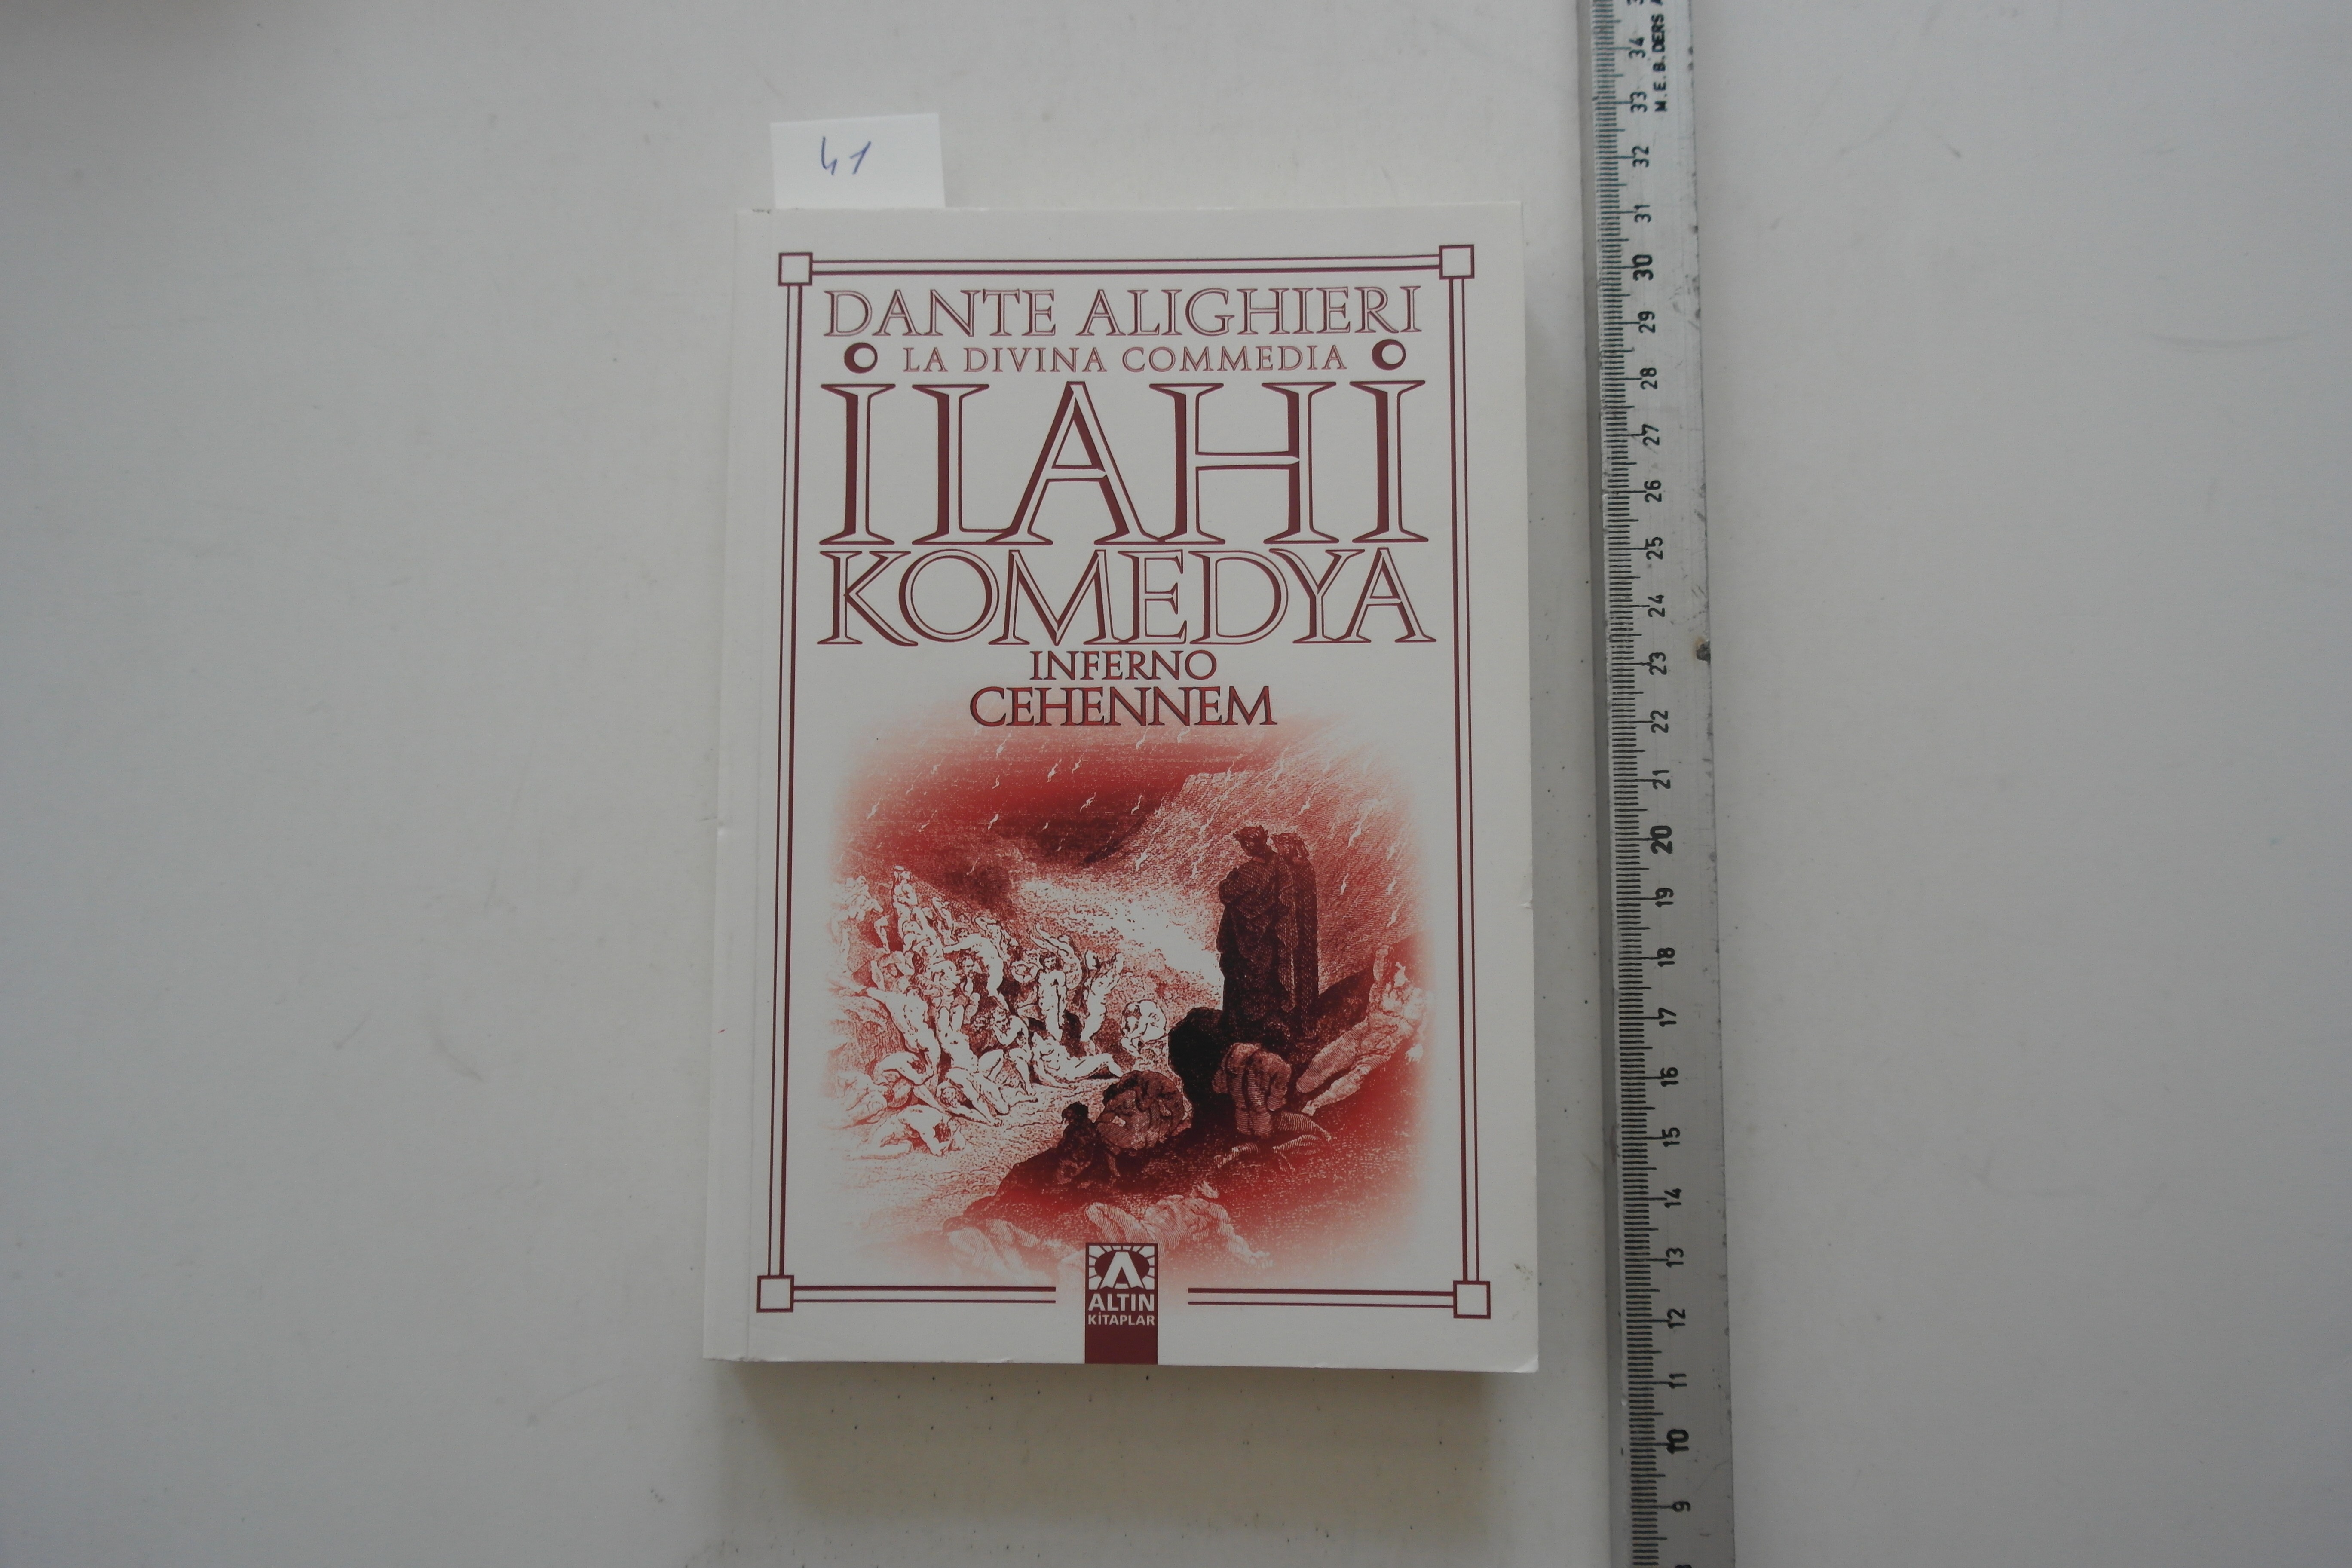 41
DANTE ALIGHIERI
LA DIVINA COMMEDIA
İLAHİ
KOMEDYA
INFERNO
CEHENNEM
A
ALTIN
KİTAPLAR
M.E.B. DERS A
34
33
32
31
30
29
28
27
26
25
24
23
22
21
20
19
18
17
16
15
14
13
12
11
10
9